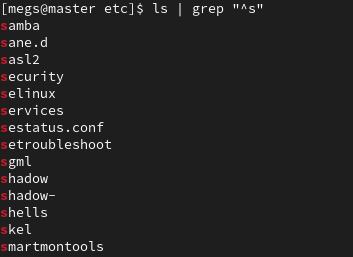 [megs@master etc]$ ls | grep "^s"
samba
sane.d
sasl2
security
selinux
services
sestatus.conf
setroubleshoot
sgml
shadow
shadow-
shells
skel
smartmontools